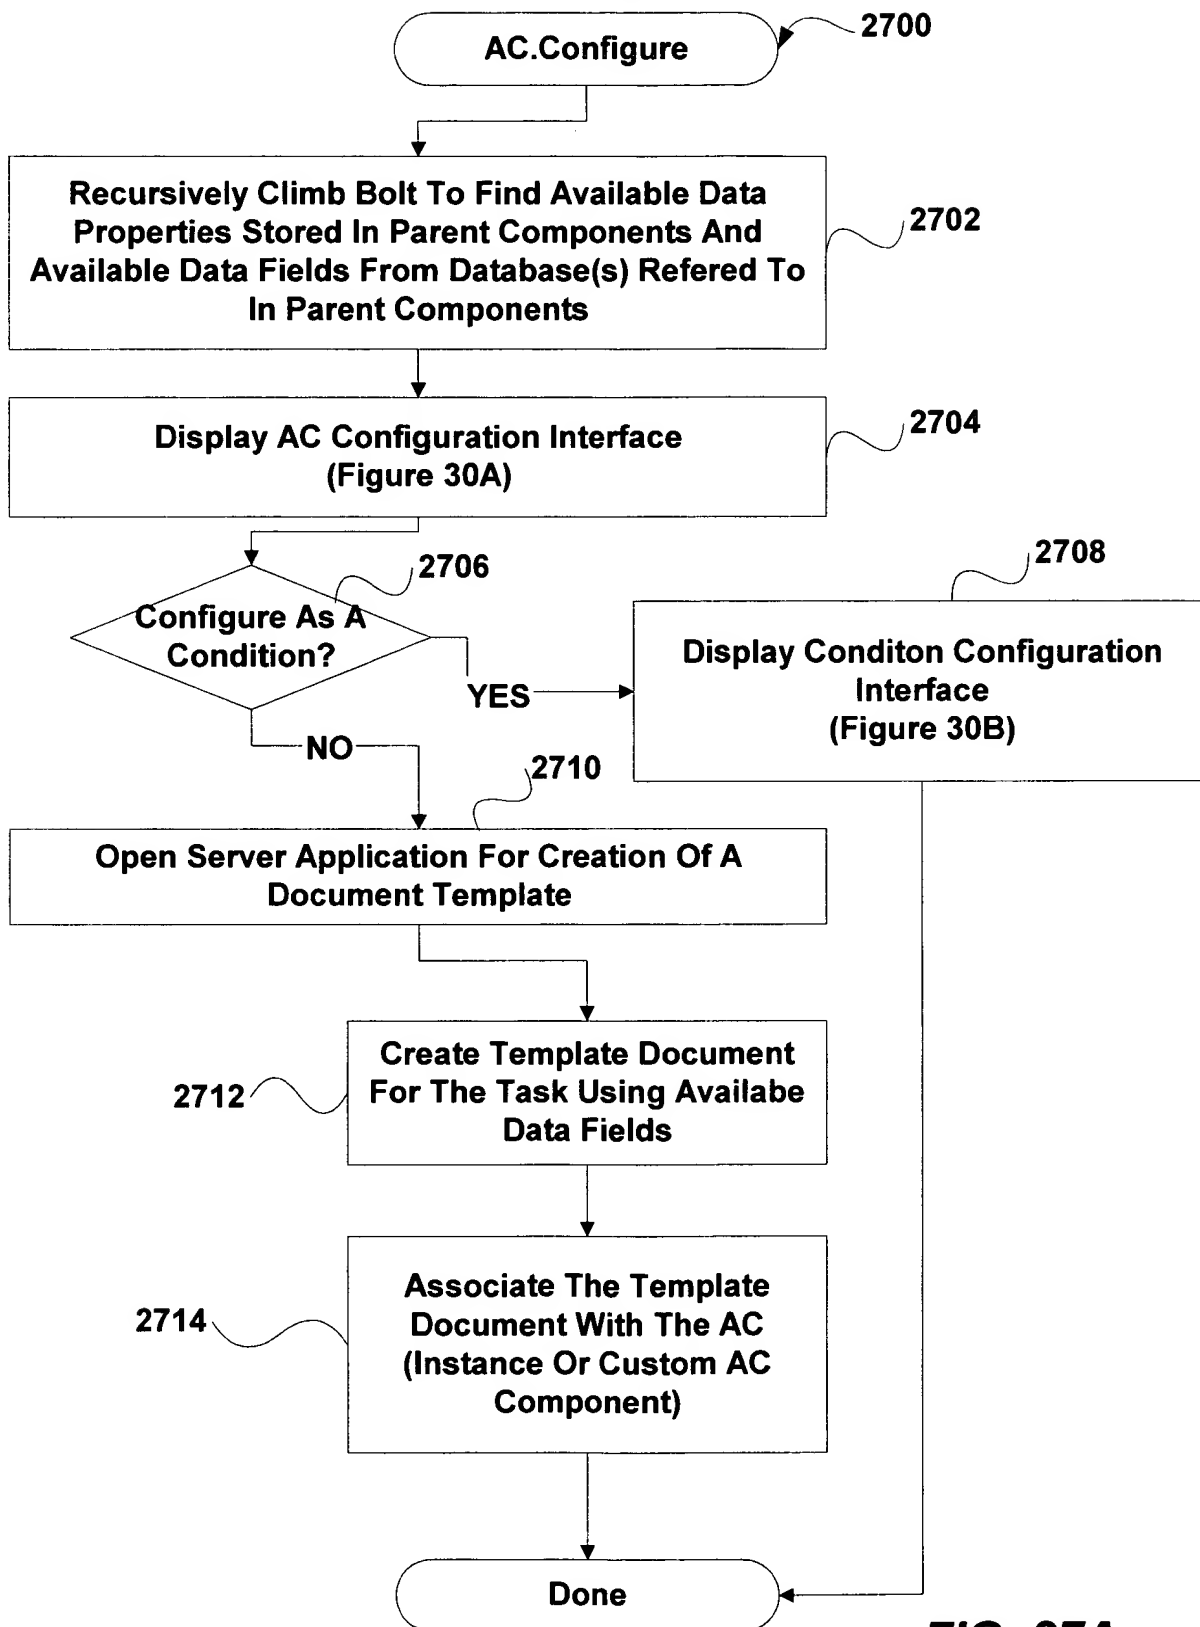 AC.Configure
2700
Recursively Climb Bolt To Find Available Data
Properties Stored In Parent Components And
Available Data Fields From Database(s) Refered To
In Parent Components
2702
Display AC Configuration Interface
(Figure 30A)
2704
2706
Configure As A
Condition?
YES
NO
2708
Display Conditon Configuration
Interface
(Figure 30B)
2710
Open Server Application For Creation Of A
Document Template
Create Template Document
For The Task Using Availabe
Data Fields
2712
Associate The Template
Document With The AC
(Instance Or Custom AC
Component)
2714
Done